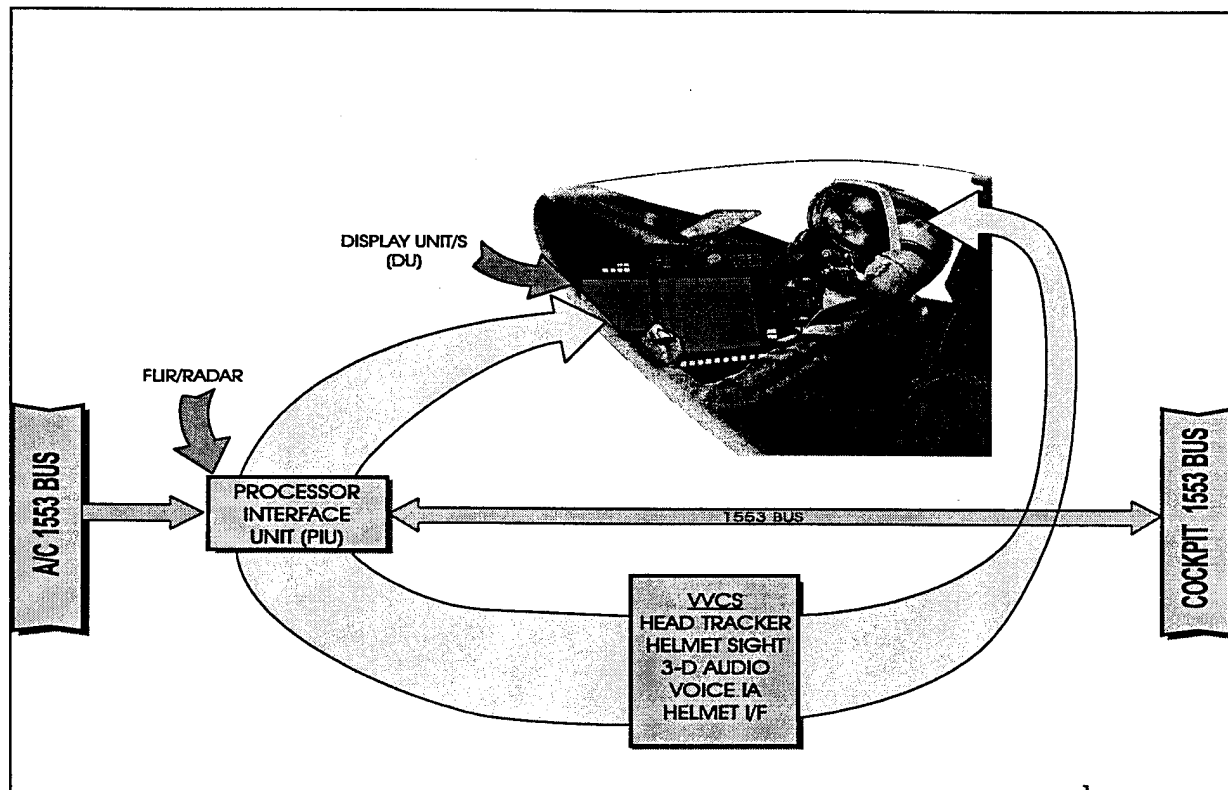 DISPLAY UNIT/S
(DU)
FLIR/RADAR
A/C 1553 BUS
PROCESSOR
INTERFACE
UNIT (PIU)
1553 BUS
COCKPIT 1553 BUS
VVCS
HEAD TRACKER
HELMET SIGHT
3-D AUDIO
VOICE IA
HELMET I/F